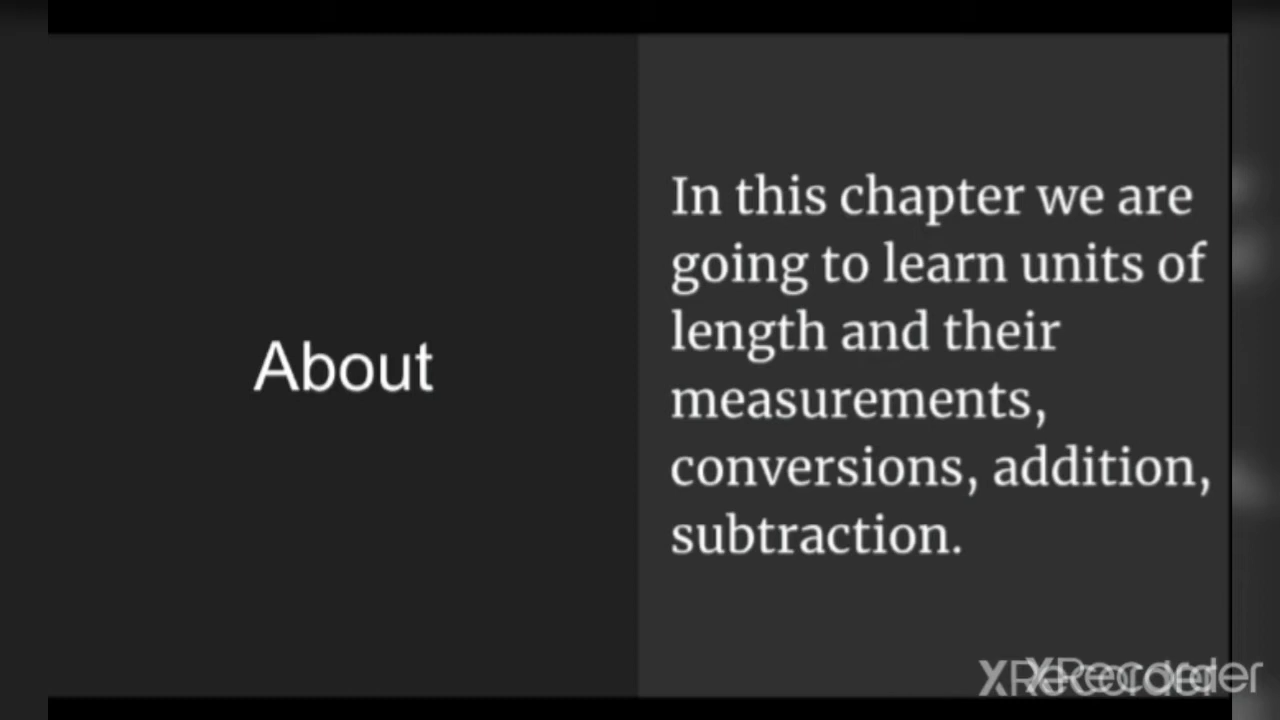 About
In this chapter we are
going to learn units of
length and their
measurements,
conversions, addition,
subtraction.
XRecorder
XRecorder